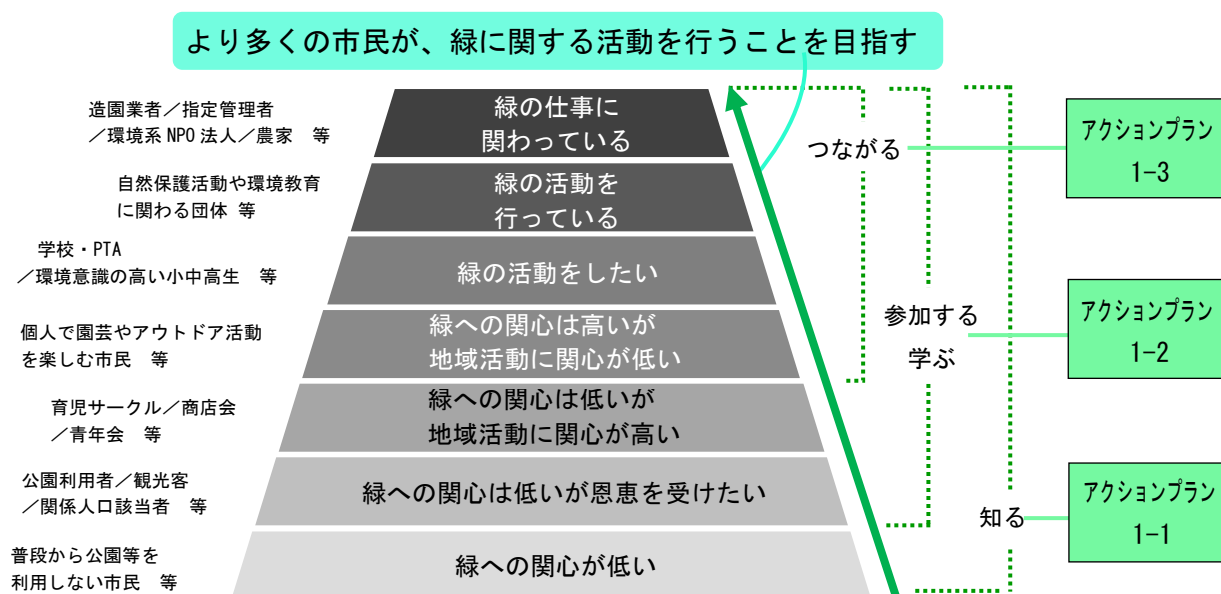 より多くの市民が、緑に関する活動を行うことを目指す
造園業者／指定管理者
／環境系 NPO 法人／農家　等
緑の仕事に
関わっている
自然保護活動や環境教育
に関わる団体 等
緑の活動を
行っている
学校・PTA
／環境意識の高い小中高生　等
緑の活動をしたい
個人で園芸やアウトドア活動
を楽しむ市民　等
緑への関心は高いが
地域活動に関心が低い
育児サークル／商店会
／青年会　等
緑への関心は低いが
地域活動に関心が高い
公園利用者／観光客
／関係人口該当者　等
緑への関心は低いが恩恵を受けたい
普段から公園等を
利用しない市民　等
緑への関心が低い
つながる
アクションプラン
1-3
参加する
学ぶ
アクションプラン
1-2
知る
アクションプラン
1-1